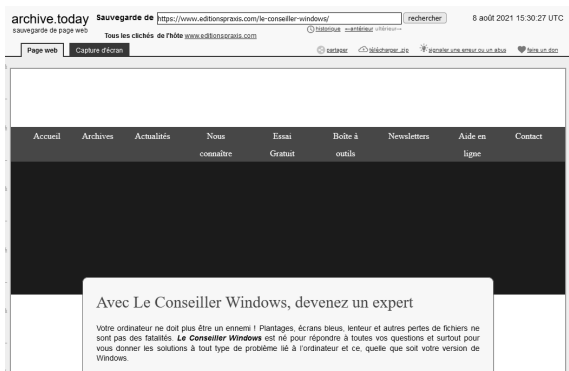 archive.today
sauvegarde de page web
Sauvegarde de https://www.editionspraxis.com/le-conseiller-windows/ rechercher 8 août 2021 15:30:27 UTC
historique ←antérieur ultérieur→
Tous les clichés de l'hôte www.editionspraxis.com
Page web Capture d'écran partager télécharger .zip signaler une erreur ou un abus faire un don
Accueil Archives Actualités Nous connaître Essai Gratuit Boîte à outils Newsletters Aide en ligne Contact
Avec Le Conseiller Windows, devenez un expert
Votre ordinateur ne doit plus être un ennemi ! Plantages, écrans bleus, lenteur et autres pertes de fichiers ne
sont pas des fatalités. Le Conseiller Windows est né pour répondre à toutes vos questions et surtout pour
vous donner les solutions à tout type de problème lié à l'ordinateur et ce, quelle que soit votre version de
Windows.